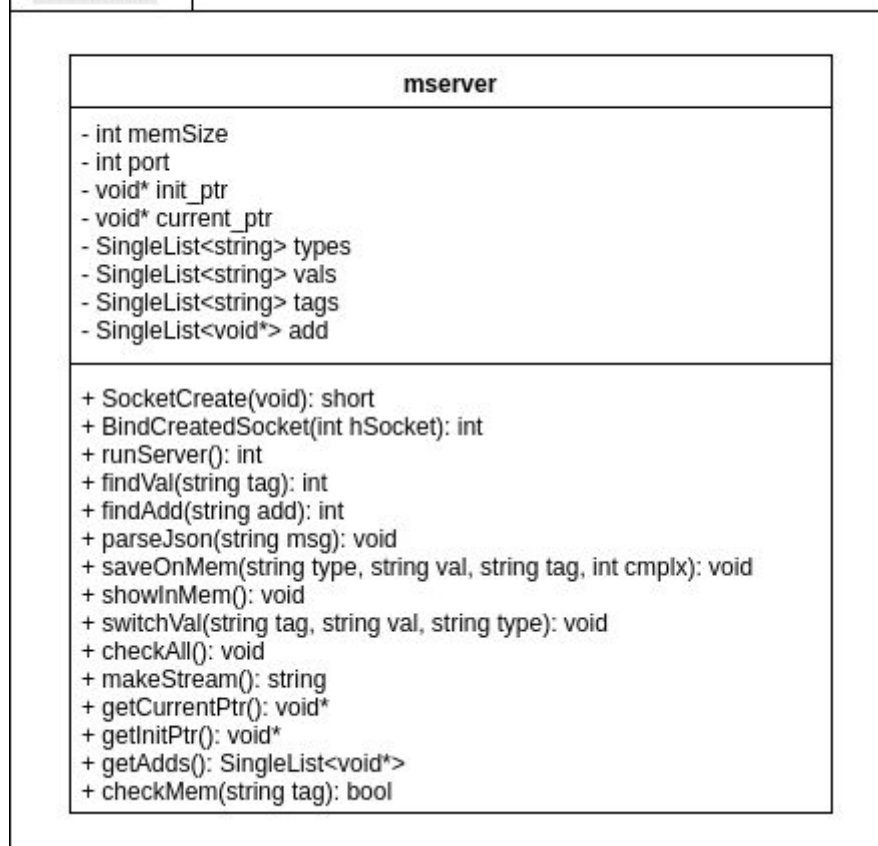 mserver
- int memSize
- int port
- void* init_ptr
- void* current_ptr
- SingleList<string> types
- SingleList<string> vals
- SingleList<string> tags
- SingleList<void*> add
+ SocketCreate(void): short
+ BindCreatedSocket(int hSocket): int
+ runServer(): int
+ findVal(string tag): int
+ findAdd(string add): int
+ parseJson(string msg): void
+ saveOnMem(string type, string val, string tag, int cmplx): void
+ showInMem(): void
+ switchVal(string tag, string val, string type): void
+ checkAll(): void
+ makeStream(): string
+ getCurrentPtr(): void*
+ getInitPtr(): void*
+ getAdds(): SingleList<void*>
+ checkMem(string tag): bool